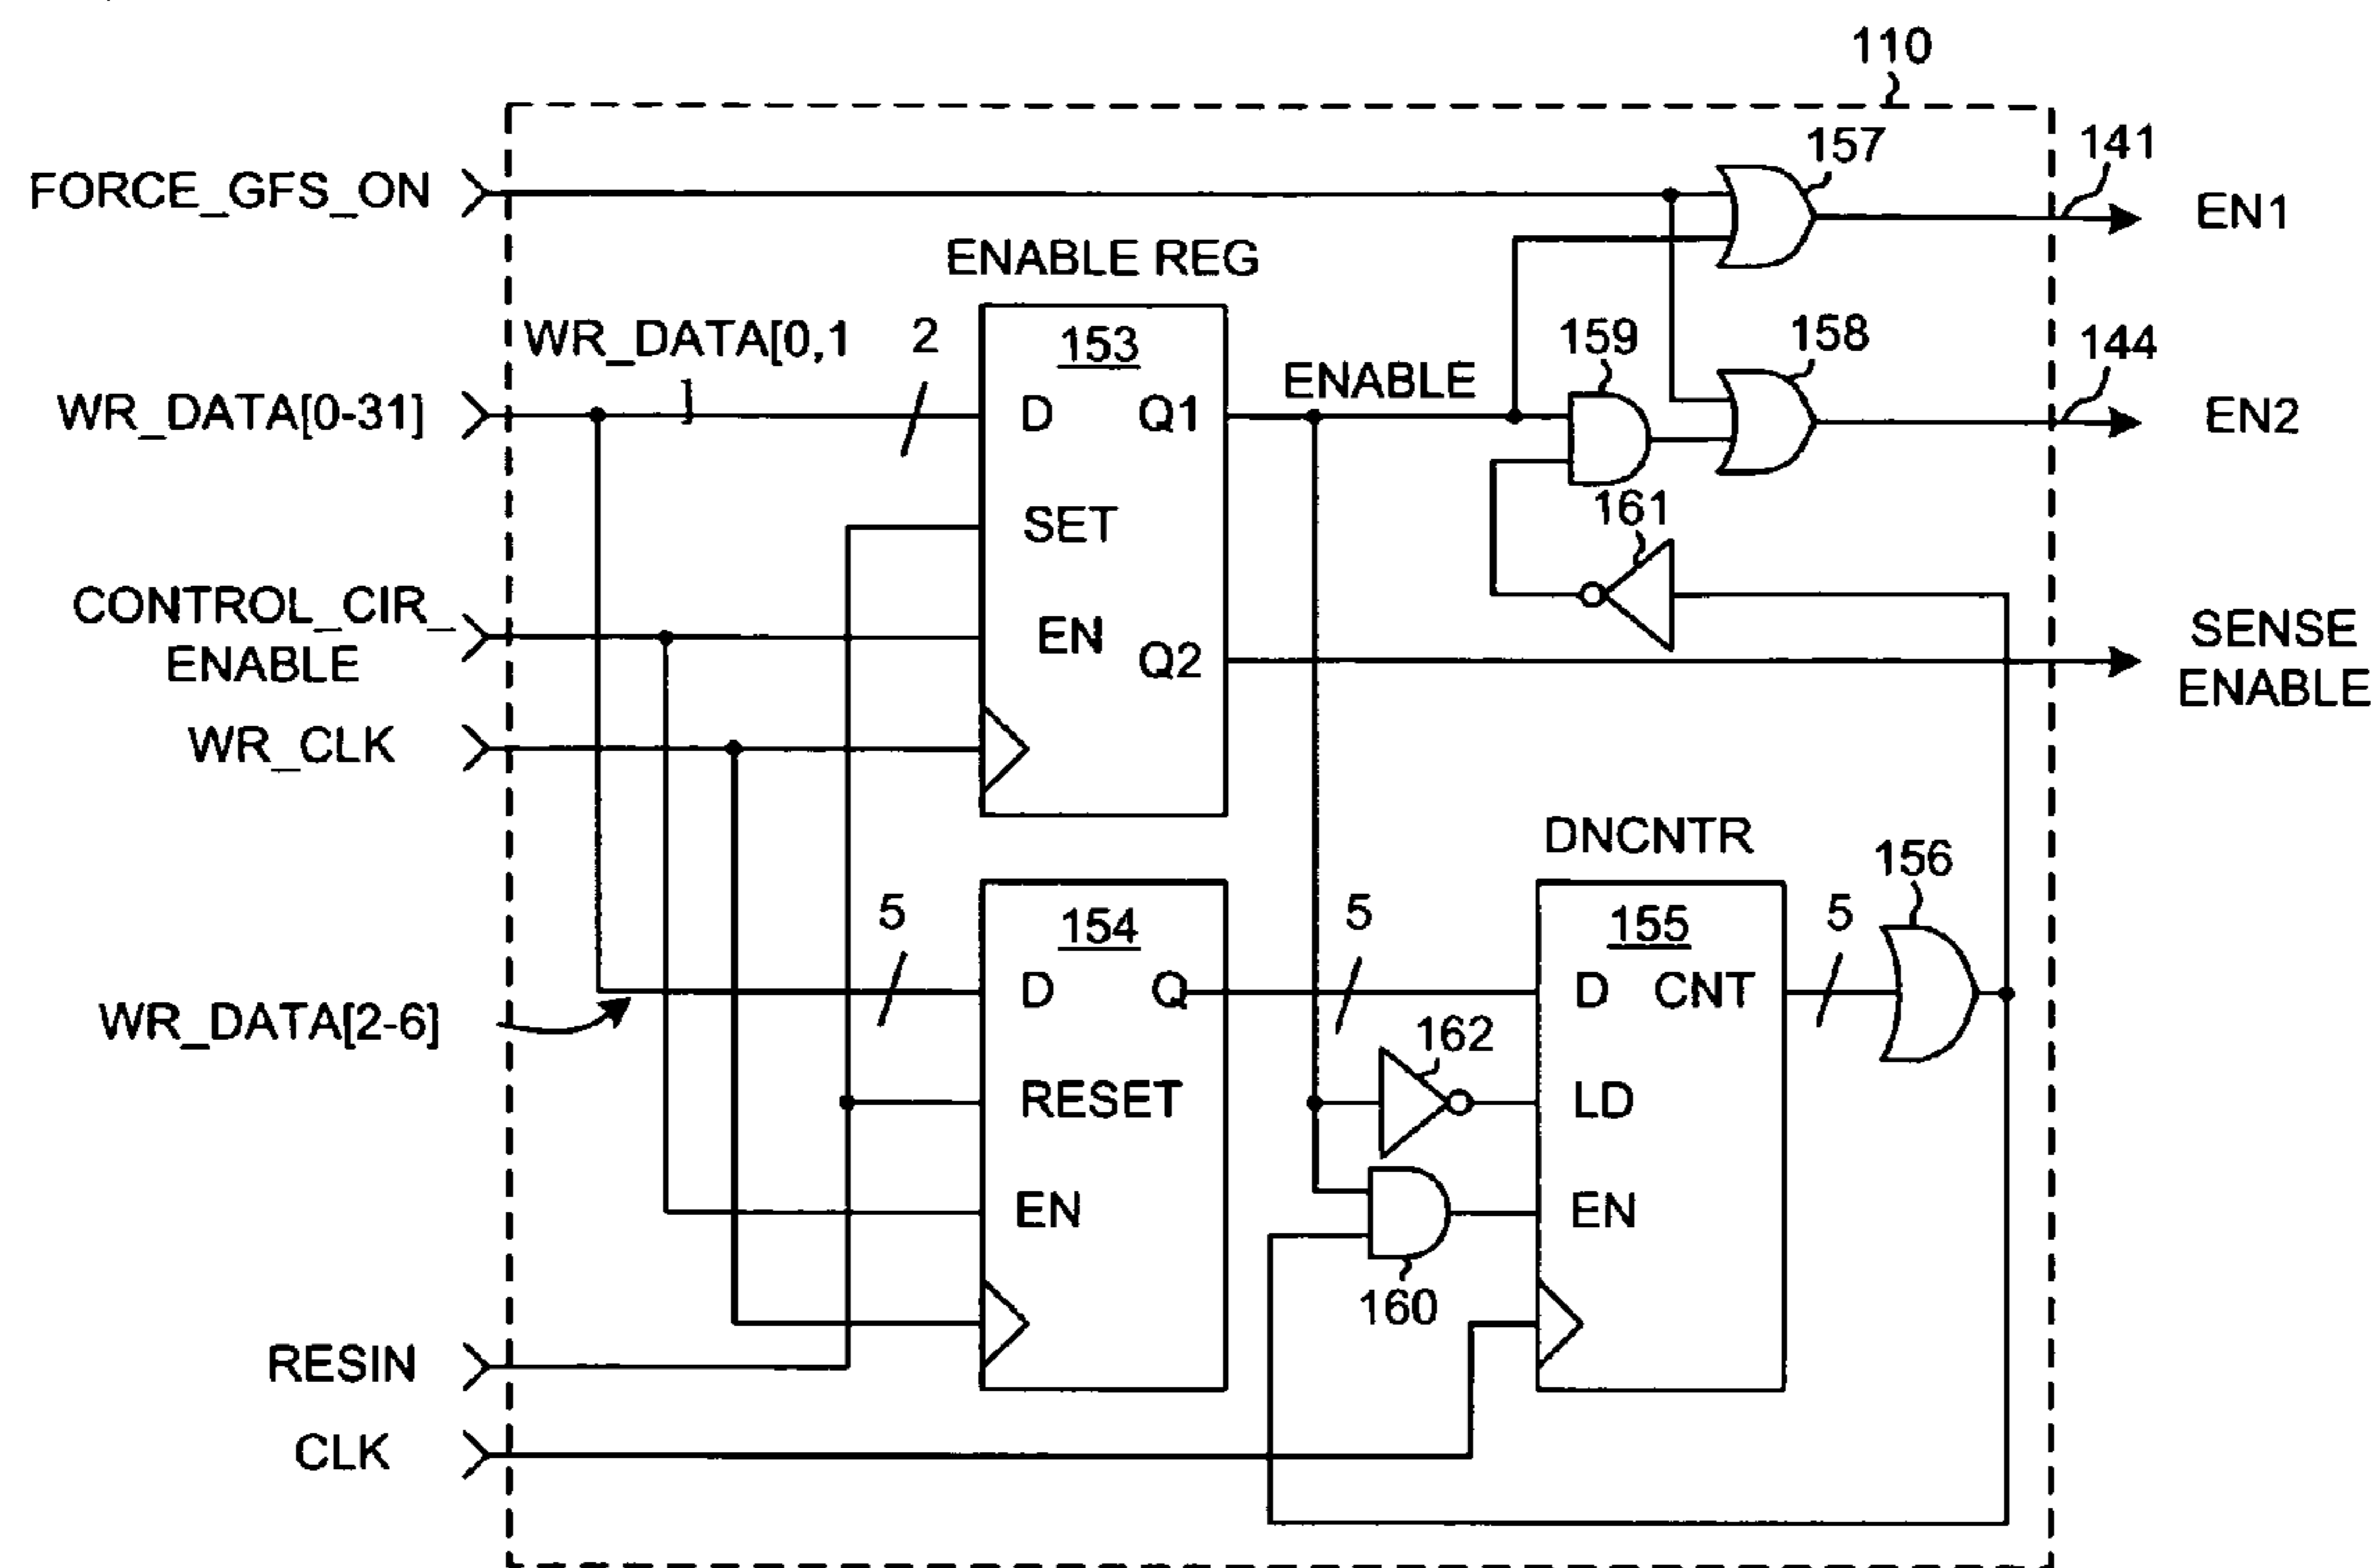 110
157
141
FORCE_GFS_ON
EN1
ENABLE REG
WR_DATA[0,1
]
2
153
159
158
144
ENABLE
WR_DATA[0-31]
D
Q1
EN2
161
SET
CONTROL_CIR_
ENABLE
EN
Q2
SENSE
ENABLE
WR_CLK
DNCNTR
156
5
154
5
155
5
WR_DATA[2-6]
D
Q
D
CNT
162
RESET
LD
EN
EN
160
RESIN
CLK